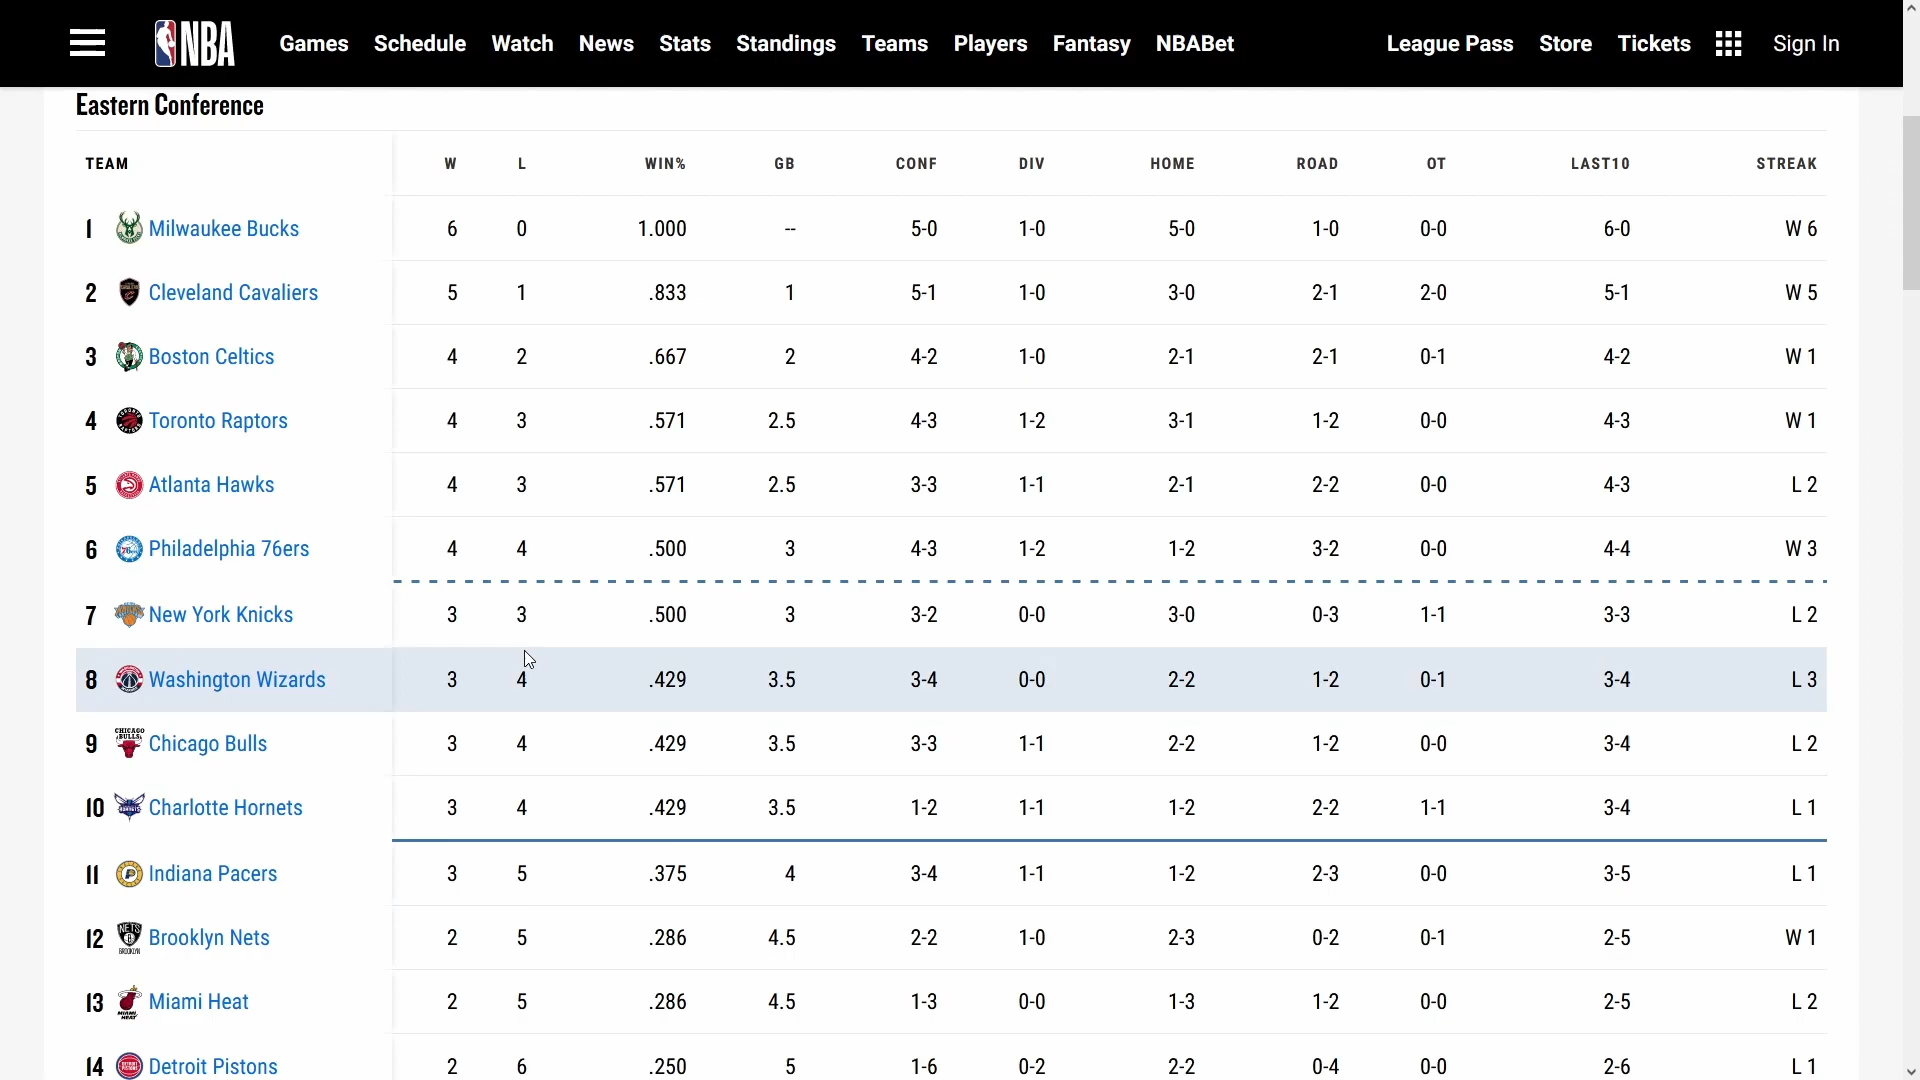 NBA Games Schedule Watch News Stats Standings Teams Players Fantasy NBABet League Pass Store Tickets Sign In
Eastern Conference
TEAM W L WIN% GB CONF DIV HOME ROAD OT LAST10 STREAK
1 Milwaukee Bucks 6 0 1.000 -- 5-0 1-0 5-0 1-0 0-0 6-0 W 6
2 Cleveland Cavaliers 5 1 .833 1 5-1 1-0 3-0 2-1 2-0 5-1 W 5
3 Boston Celtics 4 2 .667 2 4-2 1-0 2-1 2-1 0-1 4-2 W 1
4 Toronto Raptors 4 3 .571 2.5 4-3 1-2 3-1 1-2 0-0 4-3 W 1
5 Atlanta Hawks 4 3 .571 2.5 3-3 1-1 2-1 2-2 0-0 4-3 L 2
6 Philadelphia 76ers 4 4 .500 3 4-3 1-2 1-2 3-2 0-0 4-4 W 3
7 New York Knicks 3 3 .500 3 3-2 0-0 3-0 0-3 1-1 3-3 L 2
8 Washington Wizards 3 4 .429 3.5 3-4 0-0 2-2 1-2 0-1 3-4 L 3
9 Chicago Bulls 3 4 .429 3.5 3-3 1-1 2-2 1-2 0-0 3-4 L 2
10 Charlotte Hornets 3 4 .429 3.5 1-2 1-1 1-2 2-2 1-1 3-4 L 1
11 Indiana Pacers 3 5 .375 4 3-4 1-1 1-2 2-3 0-0 3-5 L 1
12 Brooklyn Nets 2 5 .286 4.5 2-2 1-0 2-3 0-2 0-1 2-5 W 1
13 Miami Heat 2 5 .286 4.5 1-3 0-0 1-3 1-2 0-0 2-5 L 2
14 Detroit Pistons 2 6 .250 5 1-6 0-2 2-2 0-4 0-0 2-6 L 1